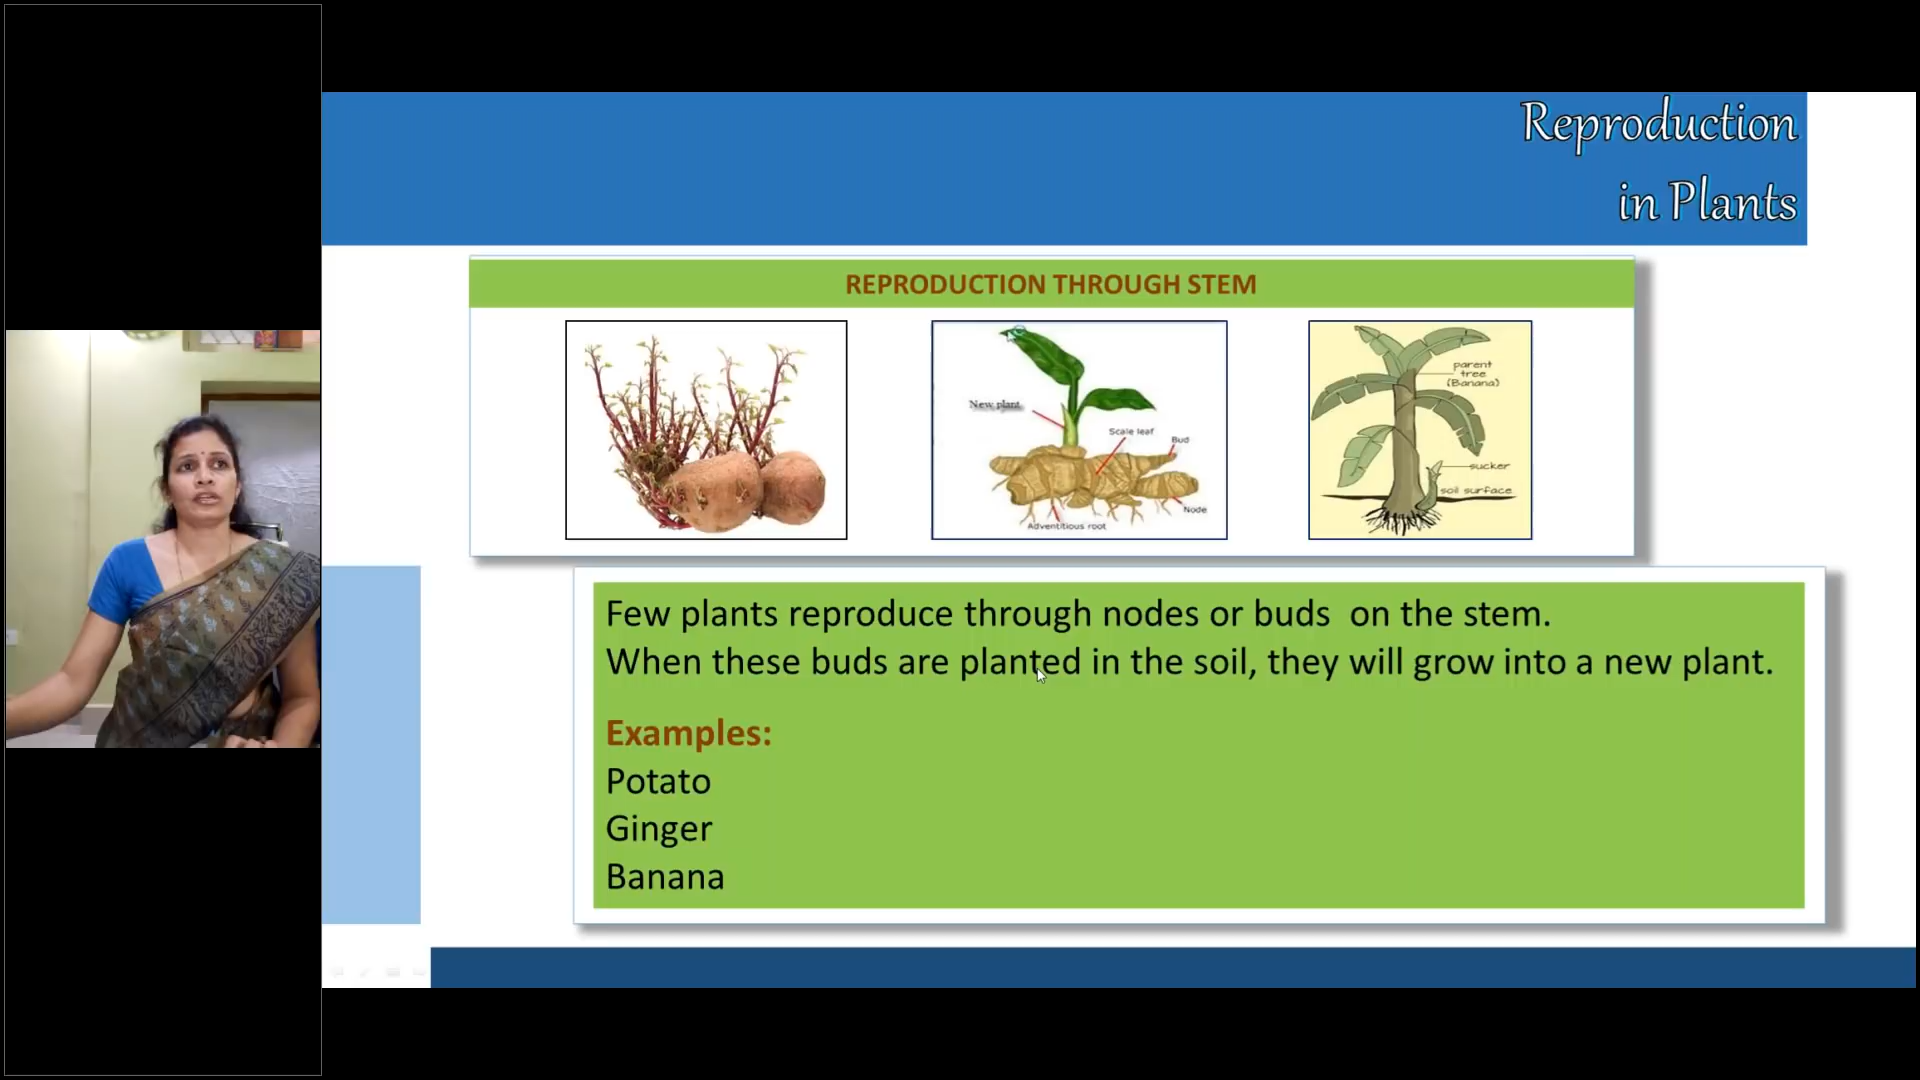 Reproduction
in Plants
REPRODUCTION THROUGH STEM
New plant
Scale leaf
Bud
Node
Adventitious root
parent
tree
(Banana)
sucker
soil surface
Few plants reproduce through nodes or buds on the stem.
When these buds are planted in the soil, they will grow into a new plant.
Examples:
Potato
Ginger
Banana